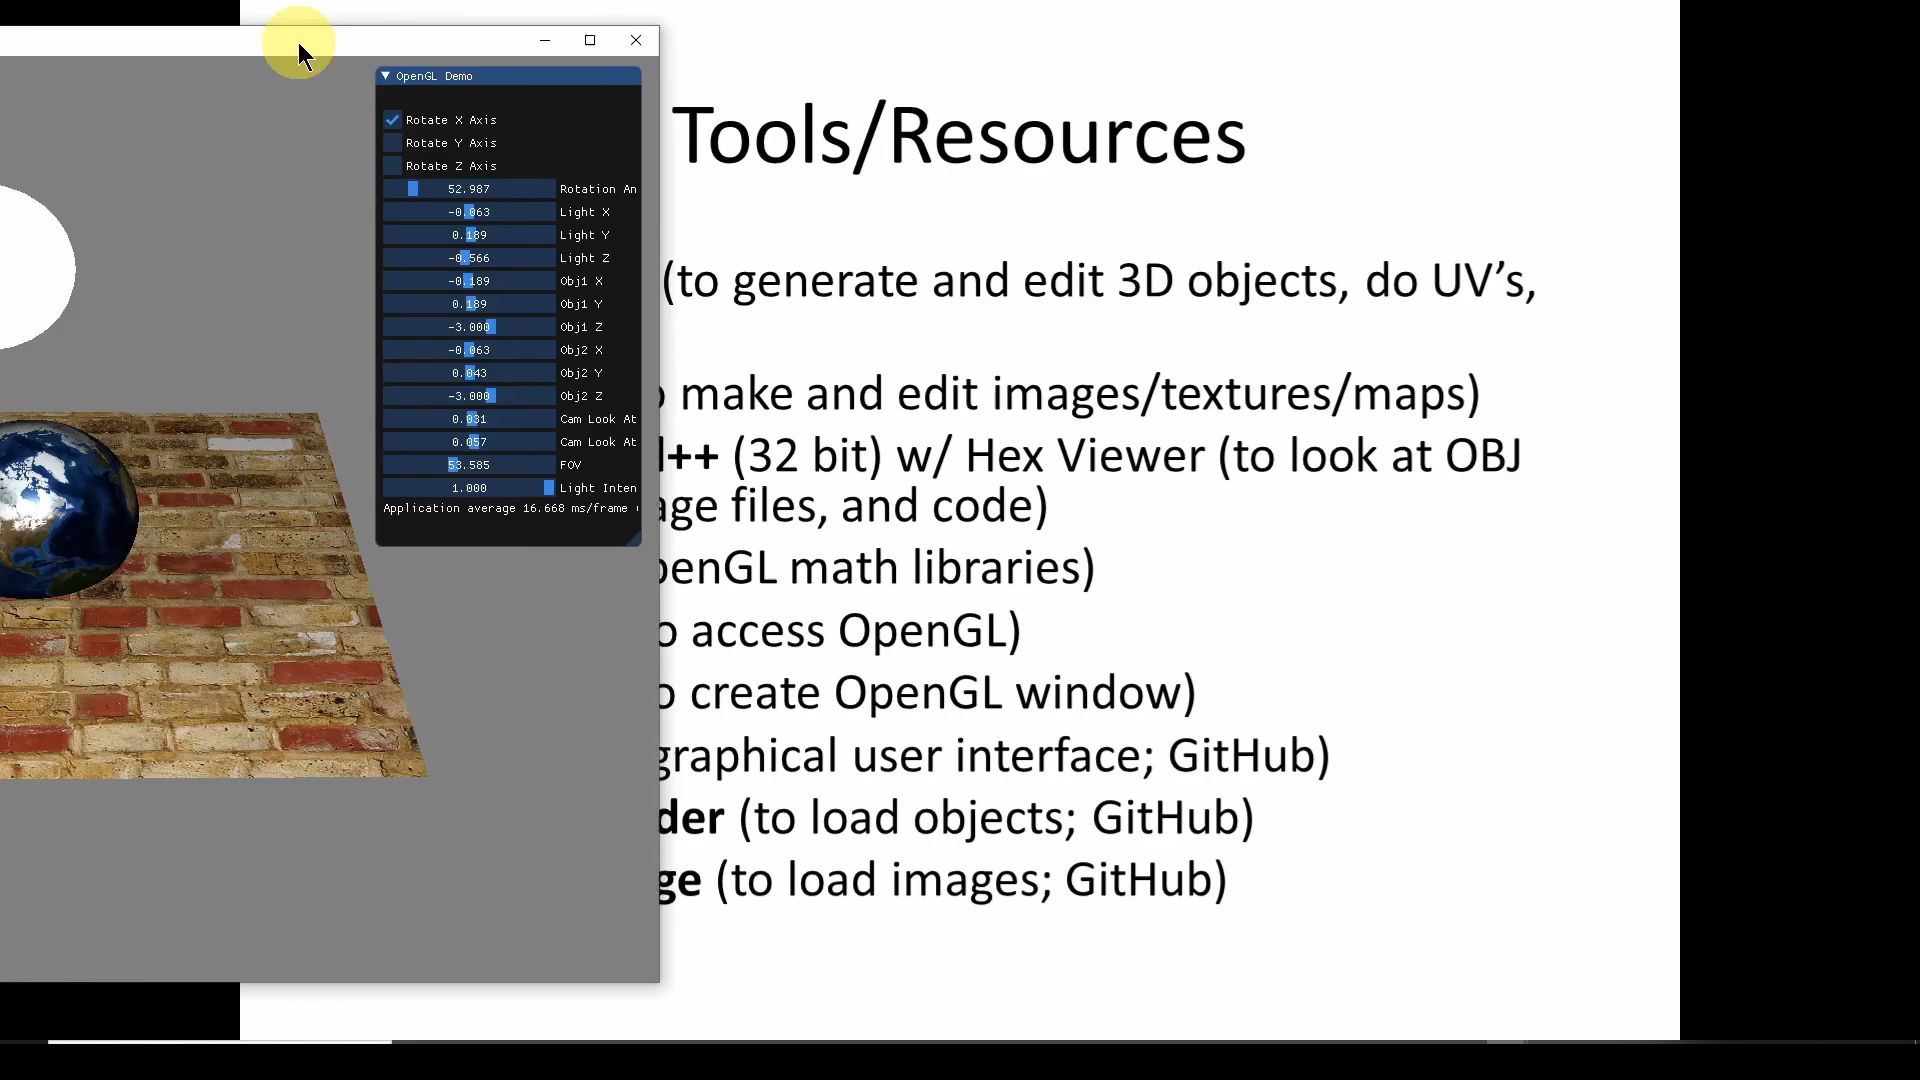 OpenGL Demo
Rotate X Axis
Rotate Y Axis
Rotate Z Axis
52.987 Rotation An
-0.063 Light X
0.189 Light Y
-0.566 Light Z
-0.189 Obj1 X
0.189 Obj1 Y
-3.000 Obj1 Z
-0.063 Obj2 X
0.043 Obj2 Y
-3.000 Obj2 Z
0.031 Cam Look At
0.057 Cam Look At
53.585 FOV
1.000 Light Inten
Application average 16.668 ms/frame
Tools/Resources
(to generate and edit 3D objects, do UV’s,
make and edit images/textures/maps)
++ (32 bit) w/ Hex Viewer (to look at OBJ
age files, and code)
penGL math libraries)
o access OpenGL)
o create OpenGL window)
graphical user interface; GitHub)
der (to load objects; GitHub)
ge (to load images; GitHub)